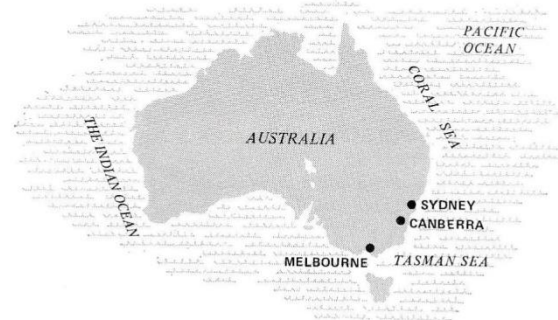 PACIFIC
OCEAN
CORAL SEA
THE INDIAN OCEAN
AUSTRALIA
SYDNEY
CANBERRA
MELBOURNE
TASMAN SEA